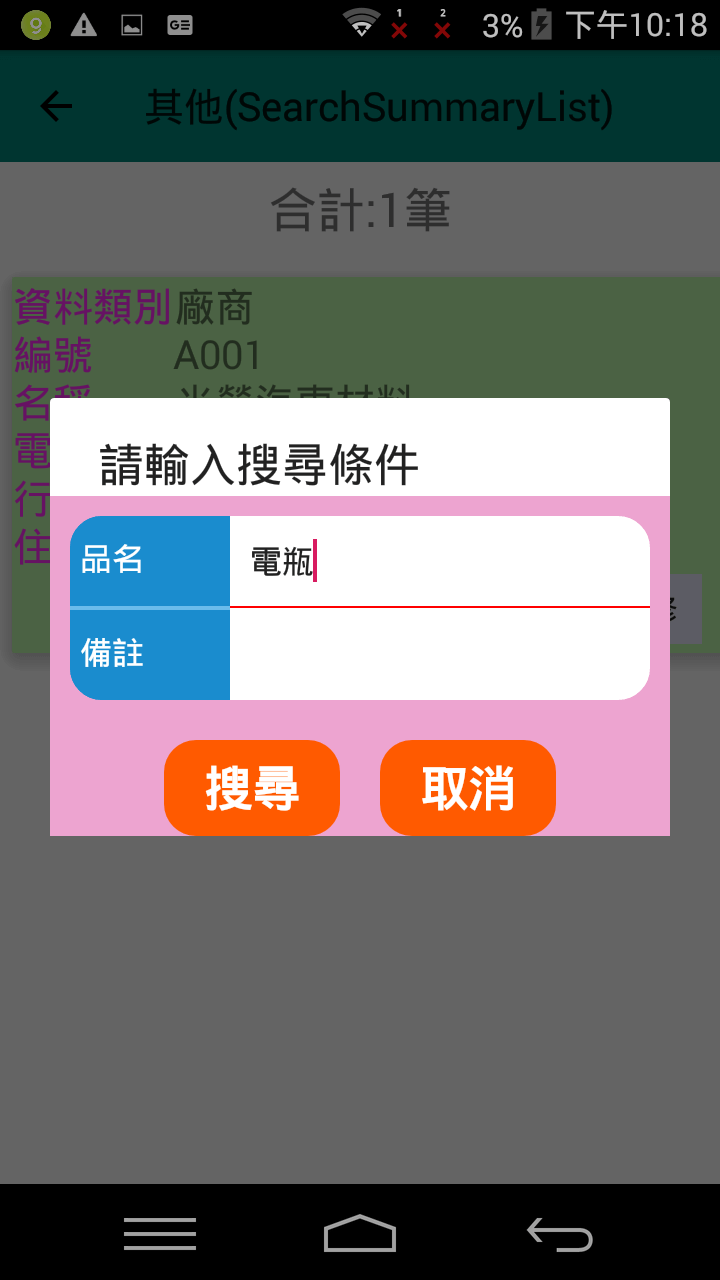 3% 下午10:18
其他(SearchSummaryList)
合計:1筆
資料類別 廠商
編號 A001
名稱
電
行
住
請輸入搜尋條件
品名 電瓶
備註
搜尋 取消